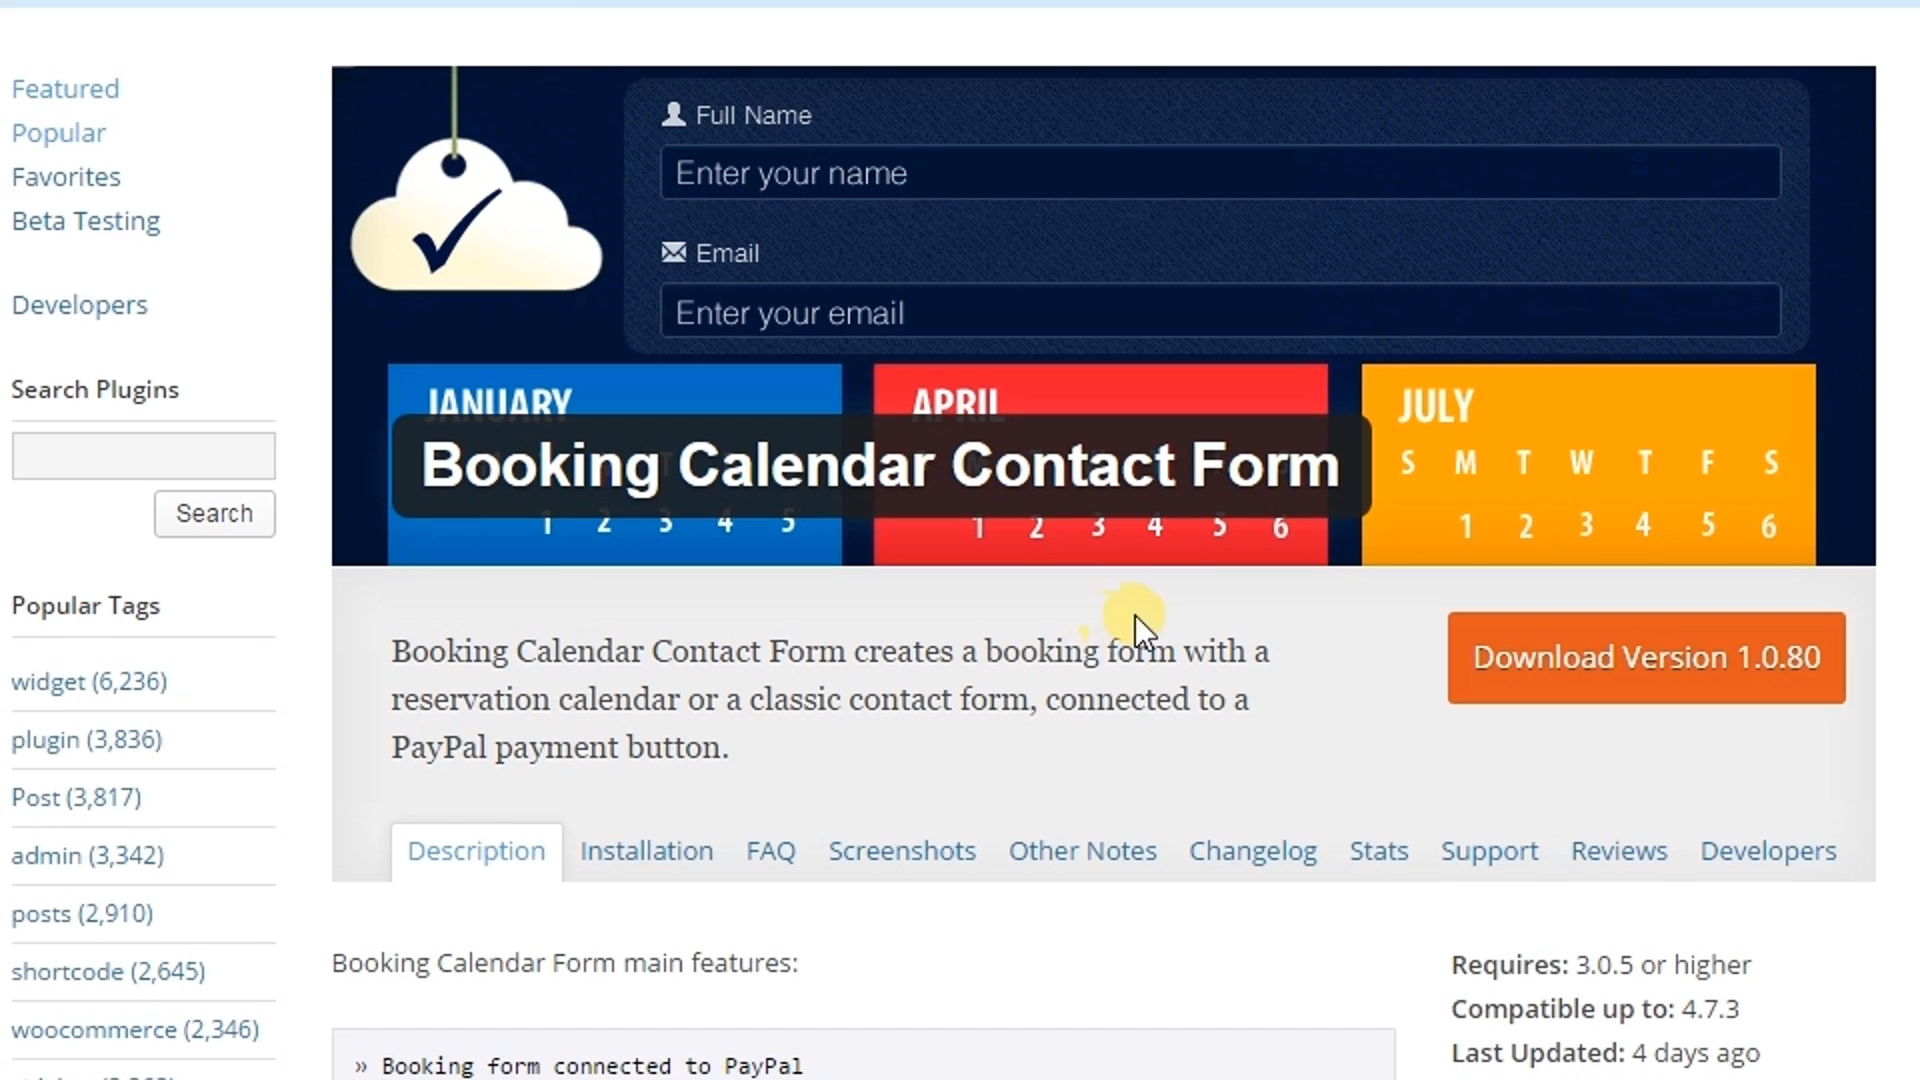 Featured
Popular
Favorites
Beta Testing
Developers
Search Plugins
Search
Popular Tags
widget (6,236)
plugin (3,836)
Post (3,817)
admin (3,342)
posts (2,910)
shortcode (2,645)
woocommerce (2,346)
Full Name
Enter your name
Email
Enter your email
JANUARY
APRIL
JULY
Booking Calendar Contact Form
S M T W T F S
1 2 3 4 5
1 2 3 4 5 6
1 2 3 4 5 6
Booking Calendar Contact Form creates a booking form with a
reservation calendar or a classic contact form, connected to a
PayPal payment button.
Download Version 1.0.80
Description Installation FAQ Screenshots Other Notes Changelog Stats Support Reviews Developers
Booking Calendar Form main features:
» Booking form connected to PayPal
Requires: 3.0.5 or higher
Compatible up to: 4.7.3
Last Updated: 4 days ago